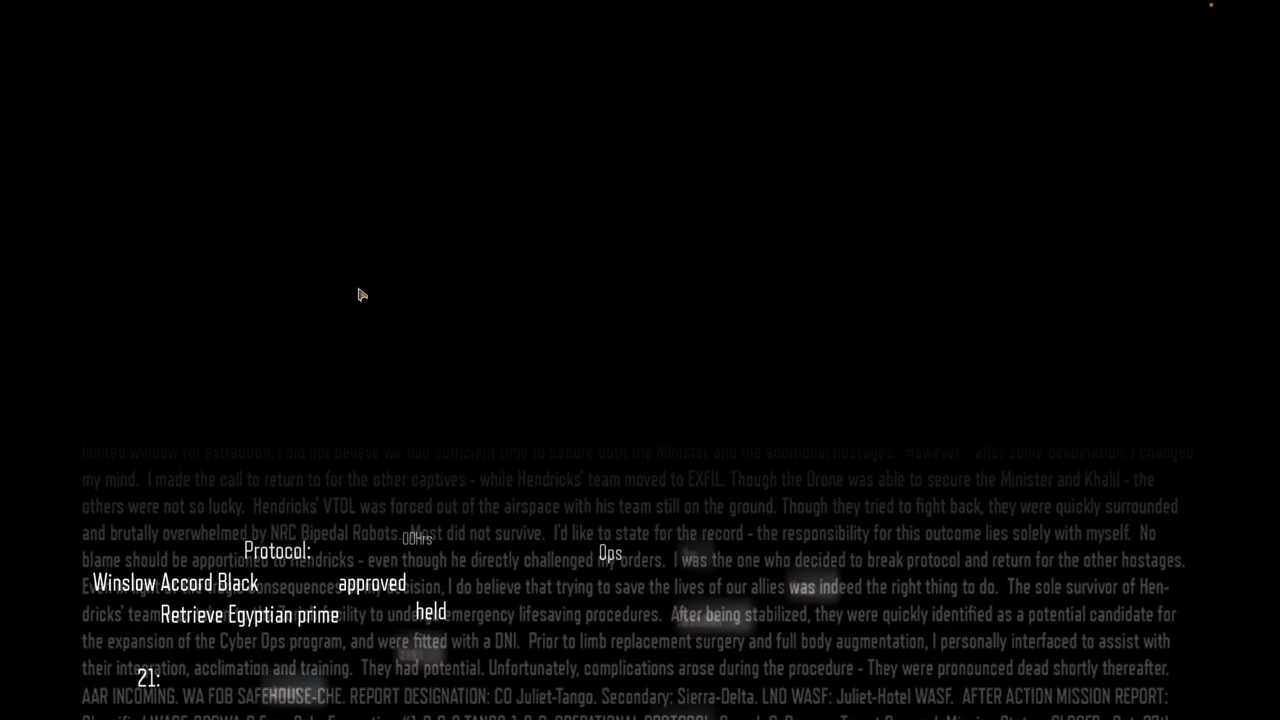 limited window for extraction, I did not believe we had sufficient time to secure both the Minister and the additional hostages. However - after some deliberation, I changed
my mind. I made the call to return to for the other captives - while Hendricks' team moved to EXFIL. Though the Drone was able to secure the Minister and Khalil - the
others were not so lucky. Hendricks' VTOL was forced out of the airspace with his team still on the ground. Though they tried to fight back, they were quickly surrounded
and brutally overwhelmed by NRC Bipedal Robots. Most did not survive. I'd like to state for the record - the responsibility for this outcome lies solely with myself. No
00Hrs
Protocol:
Ops
blame should be apportioned to Hendricks - even though he directly challenged my orders. I was the one who decided to break protocol and return for the other hostages.
Winslow Accord Black
approved
consequences decision, I do believe that trying to save the lives of our allies was indeed the right thing to do. The sole survivor of Hen-
Retrieve Egyptian prime
held
dricks' team facility to undergo emergency lifesaving procedures. After being stabilized, they were quickly identified as a potential candidate for
the expansion of the Cyber Ops program, and were fitted with a DNI. Prior to limb replacement surgery and full body augmentation, I personally interfaced to assist with
their integration, acclimation and training. They had potential. Unfortunately, complications arose during the procedure - They were pronounced dead shortly thereafter.
21:
AAR INCOMING. WA FOB SAFEHOUSE-CHE. REPORT DESIGNATION: CO Juliet-Tango. Secondary: Sierra-Delta. LNO WASF: Juliet-Hotel WASF. AFTER ACTION MISSION REPORT: